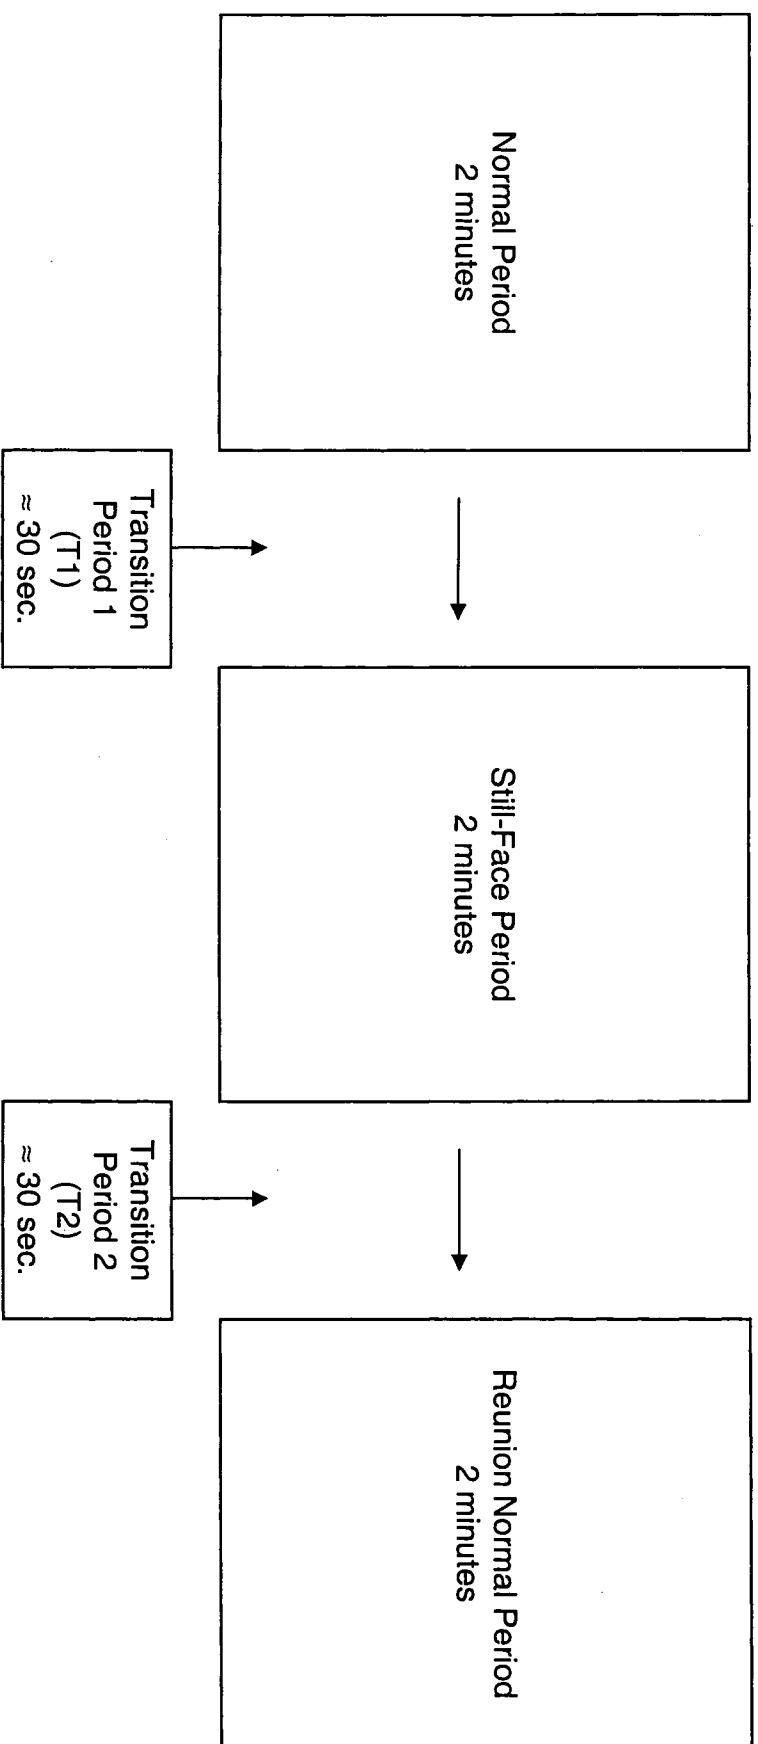 Normal Period
2 minutes
Transition
Period 1
(T1)
≈ 30 sec.
Still-Face Period
2 minutes
Transition
Period 2
(T2)
≈ 30 sec.
Reunion Normal Period
2 minutes